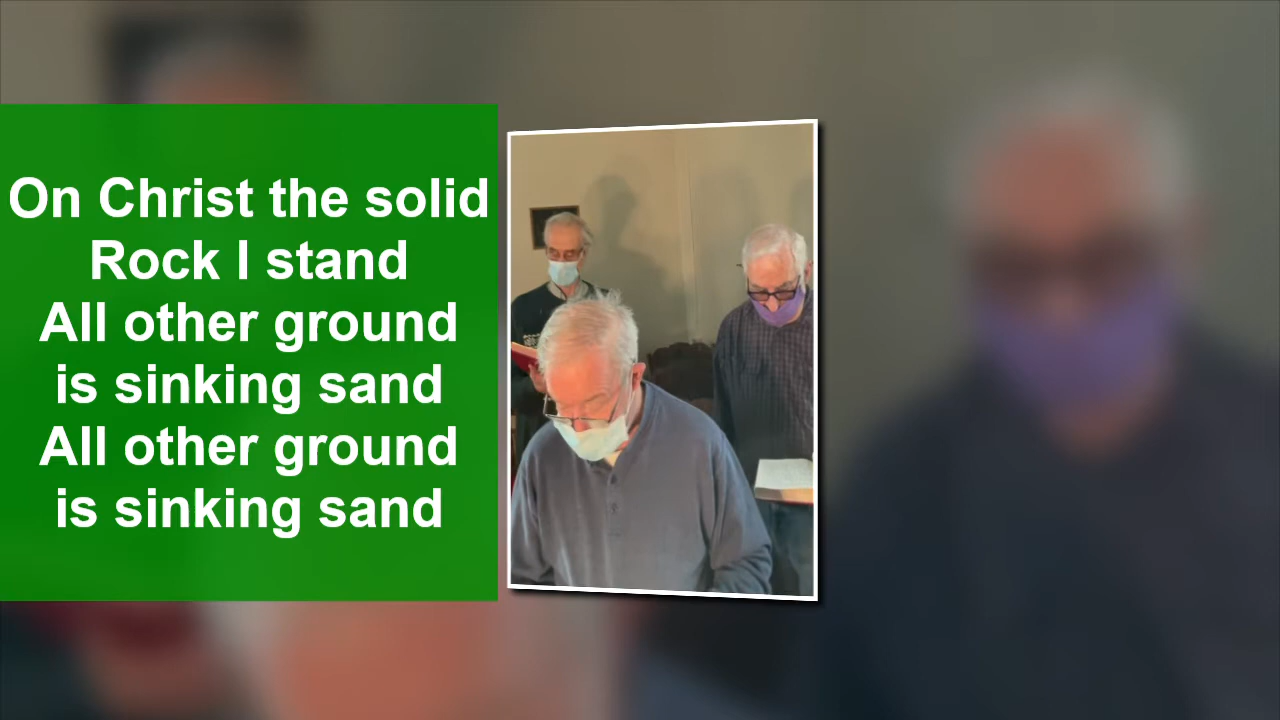 On Christ the solid
Rock I stand
All other ground
is sinking sand
All other ground
is sinking sand